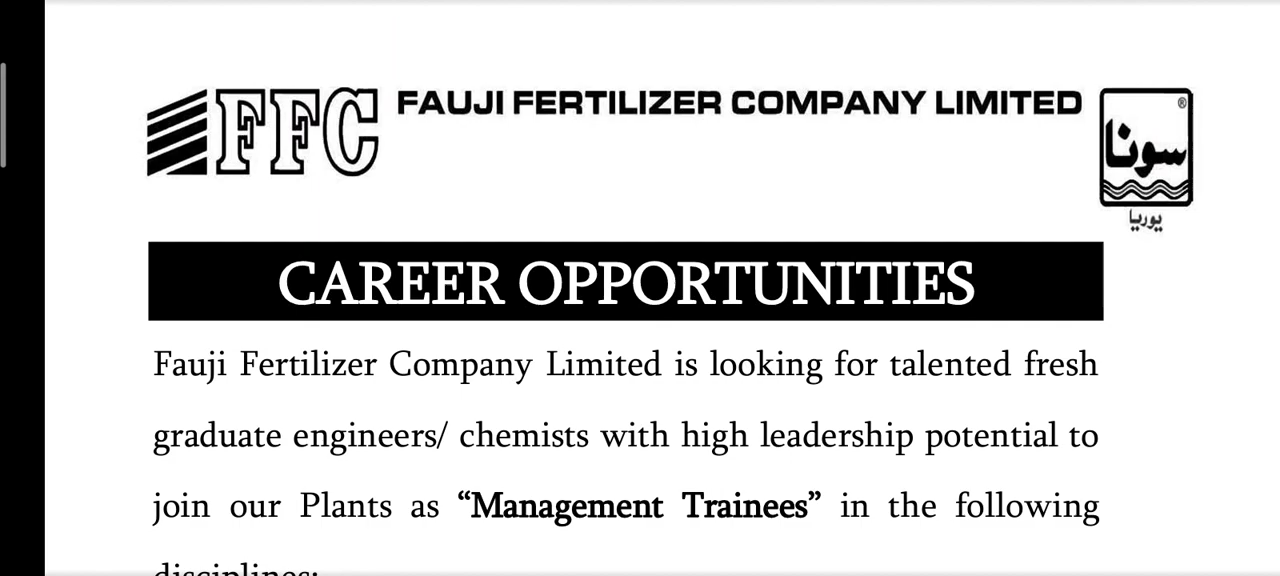 FFC
FAUJI FERTILIZER COMPANY LIMITED
®
سونا
یوریا
CAREER OPPORTUNITIES
Fauji Fertilizer Company Limited is looking for talented fresh
graduate engineers/ chemists with high leadership potential to
join our Plants as “Management Trainees” in the following
disciplines: